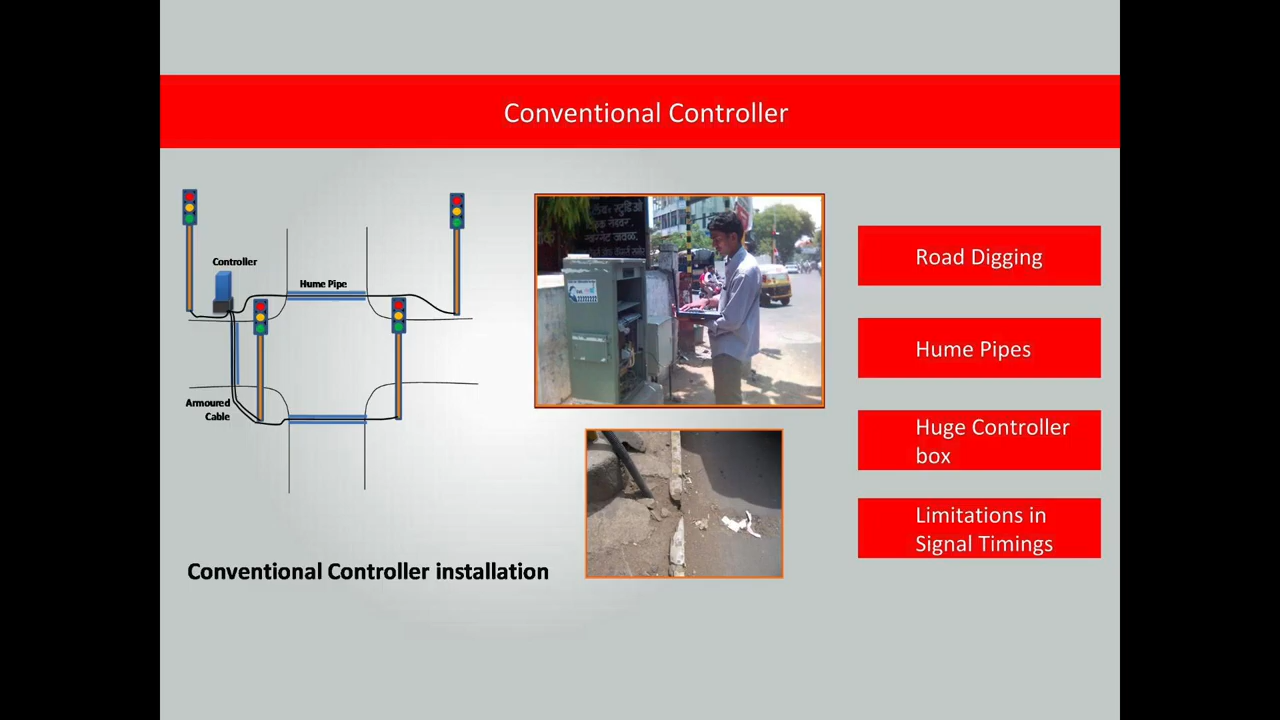 Conventional Controller
Controller
Hume Pipe
Armoured
Cable
Conventional Controller installation
स्टुडिओ
जवळ.
Road Digging
Hume Pipes
Huge Controller
box
Limitations in
Signal Timings